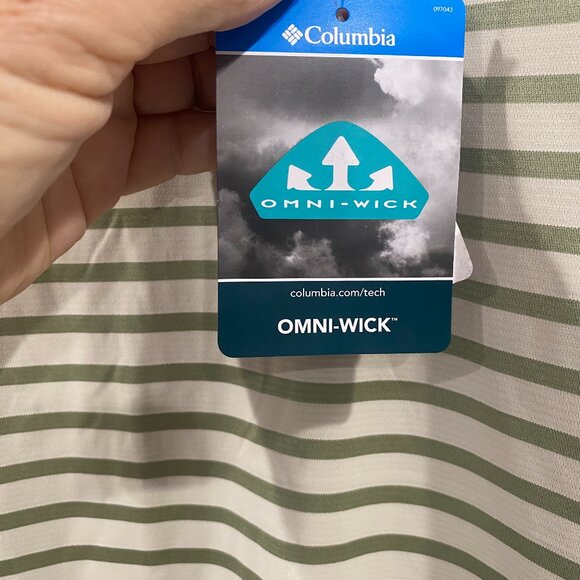 097043
Columbia
OMNI-WICK
columbia.com/tech
OMNI-WICK™